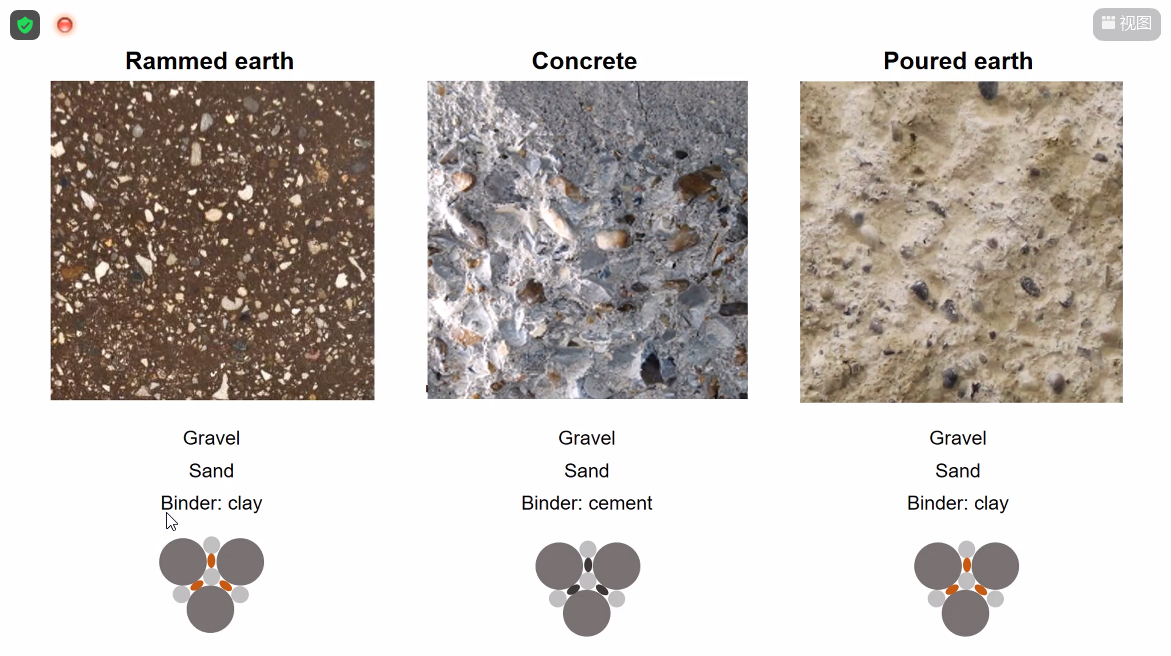 视图
Rammed earth
Concrete
Poured earth
Gravel
Sand
Binder: clay
Gravel
Sand
Binder: cement
Gravel
Sand
Binder: clay